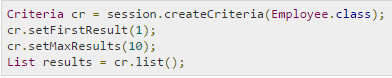 Criteria cr = session.createCriteria(Employee.class);
cr.setFirstResult(1);
cr.setMaxResults(10);
List results = cr.list();